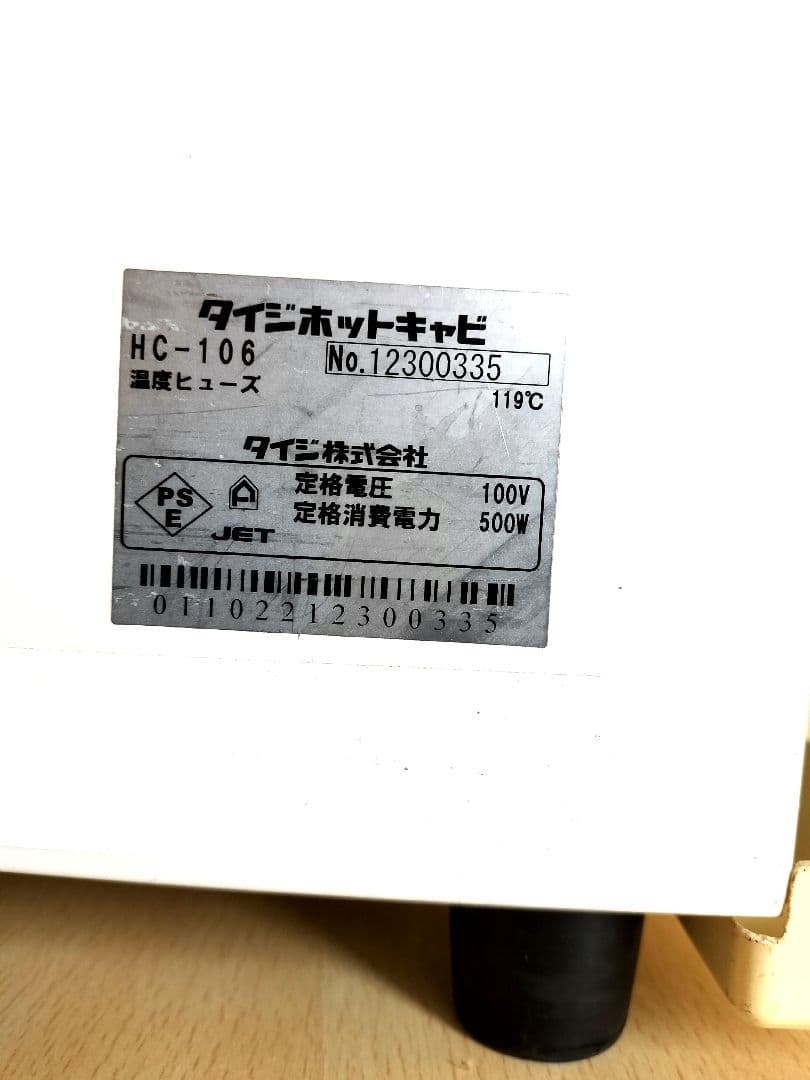 タイジホットキャビ
HC-106 No.12300335
温度ヒューズ 119℃
タイジ株式会社
PS
E
JET
定格電圧 100V
定格消費電力 500W
01102212300335